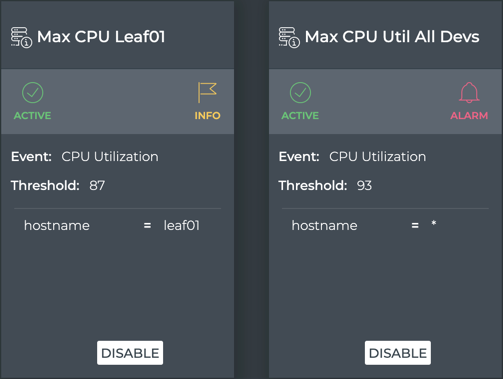 Max CPU Leaf01
ACTIVE
INFO
Event: CPU Utilization
Threshold: 87
hostname = leaf01
DISABLE
Max CPU Util All Devs
ACTIVE
ALARM
Event: CPU Utilization
Threshold: 93
hostname = *
DISABLE